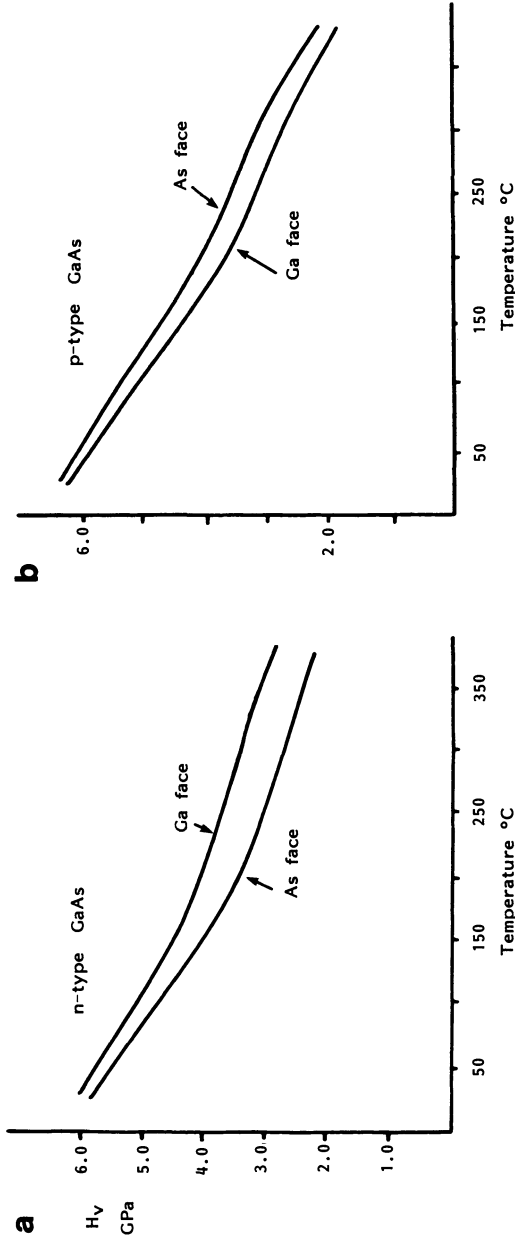 a
n-type GaAs
Hv
GPa
6.0
5.0
4.0
3.0
2.0
1.0
Ga face
As face
50
150
250
350
Temperature °C
b
p-type GaAs
6.0
2.0
As face
Ga face
50
150
250
Temperature °C